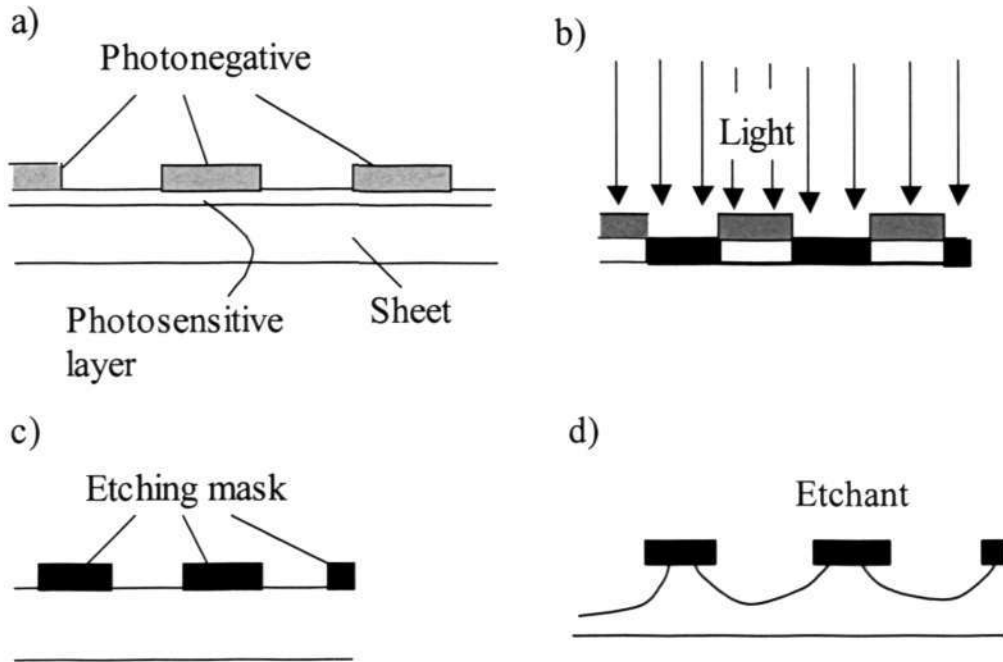 a)
Photonegative
Photosensitive
layer
Sheet
b)
Light
c)
Etching mask
d)
Etchant